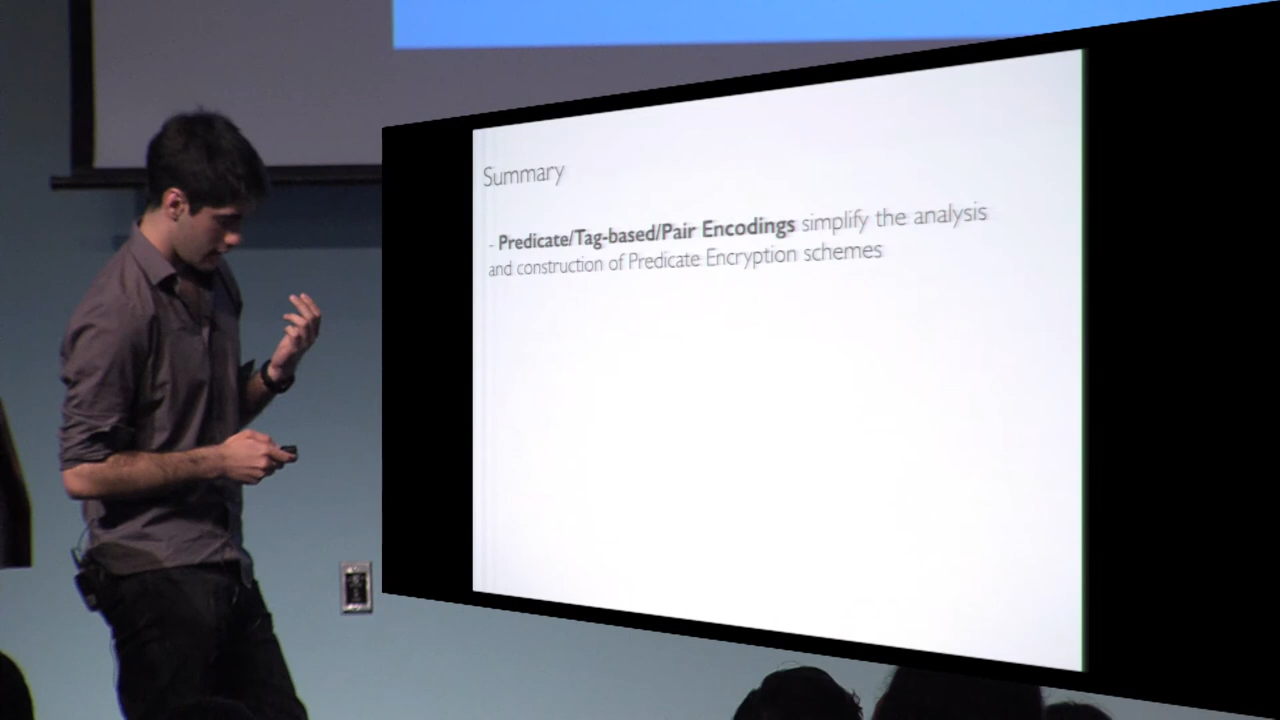 Summary
- Predicate/Tag-based/Pair Encodings simplify the analysis
and construction of Predicate Encryption schemes